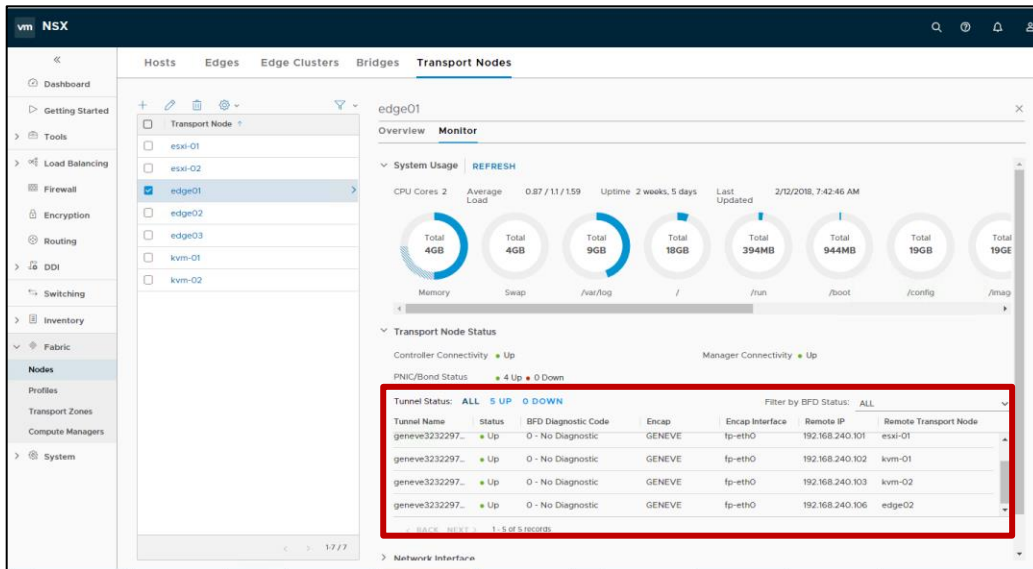 vm NSX
Hosts Edges Edge Clusters Bridges Transport Nodes
Dashboard
Getting Started
Tools
Load Balancing
Firewall
Encryption
Routing
DDI
Switching
Inventory
Fabric
Nodes
Profiles
Transport Zones
Compute Managers
System
Transport Node
esxi-01
esxi-02
edge01
edge02
edge03
kvm-01
kvm-02
1-7 / 7
edge01
Overview Monitor
System Usage REFRESH
CPU Cores 2 Average Load 0.87 / 1.1 / 1.59 Uptime 2 weeks, 5 days Last Updated 2/12/2018, 7:42:46 AM
Total Total Total Total Total Total Total Total
4GB 4GB 9GB 18GB 394MB 944MB 19GB 19GB
Memory Swap /var/log / /run /boot /config /imag
Transport Node Status
Controller Connectivity Up Manager Connectivity Up
PNIC/Bond Status 4 Up 0 Down
Tunnel Status: ALL 5 UP 0 DOWN Filter by BFD Status: ALL
Tunnel Name Status BFD Diagnostic Code Encap Encap Interface Remote IP Remote Transport Node
geneve3232297... Up 0 - No Diagnostic GENEVE fp-eth0 192.168.240.101 esxi-01
geneve3232297... Up 0 - No Diagnostic GENEVE fp-eth0 192.168.240.102 kvm-01
geneve3232297... Up 0 - No Diagnostic GENEVE fp-eth0 192.168.240.103 kvm-02
geneve3232297... Up 0 - No Diagnostic GENEVE fp-eth0 192.168.240.106 edge02
< BACK NEXT > 1 - 5 of 5 records
Network Interface